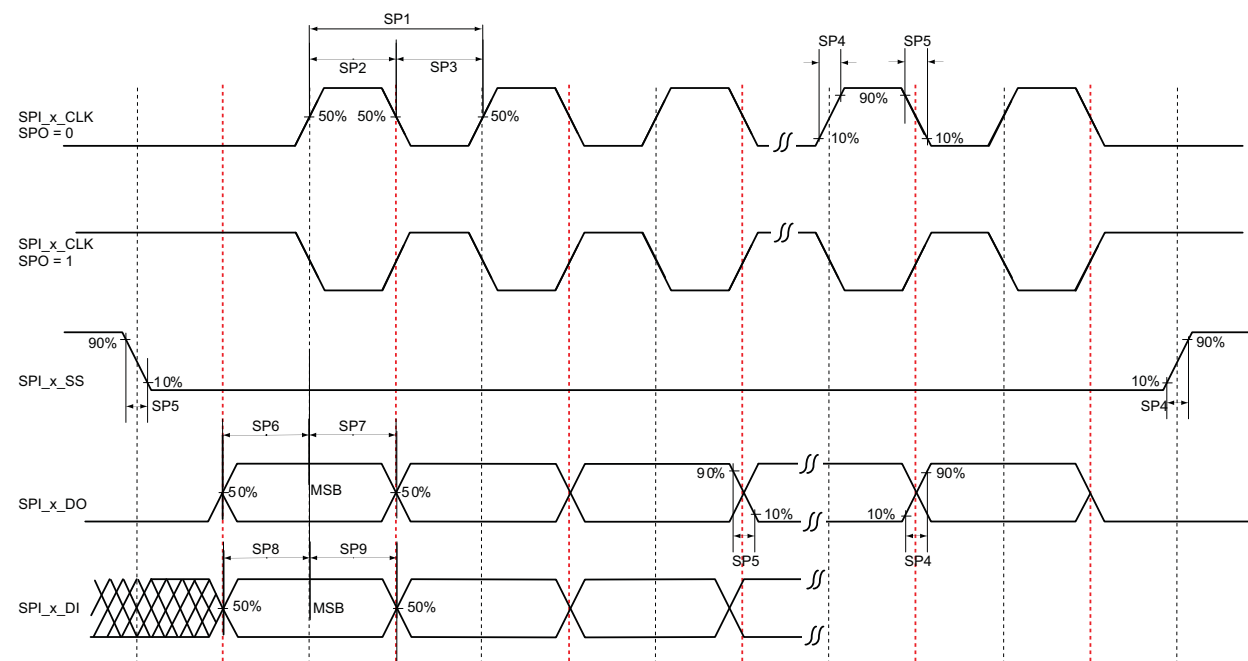 SP1
SP4 SP5
SP2 SP3
SPI_x_CLK
SPO = 0
50% 50% 50%
90%
10% 10%
SPI_x_CLK
SPO = 1
90% 90%
SPI_x_SS
10% 10%
SP5 SP4
SP6 SP7
90% 90%
50% MSB 50%
SPI_x_DO
10% 10%
SP8 SP9
SP5 SP4
SPI_x_DI
50% MSB 50%